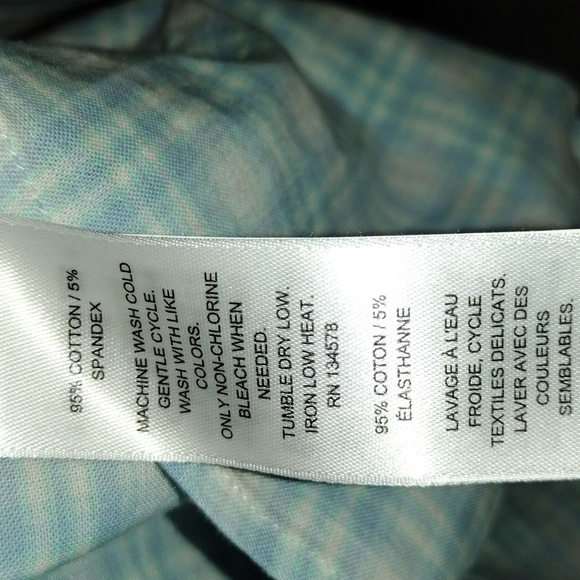 95% COTTON / 5%
SPANDEX
MACHINE WASH COLD
GENTLE CYCLE.
WASH WITH LIKE
COLORS.
ONLY NON-CHLORINE
BLEACH WHEN
NEEDED.
TUMBLE DRY LOW.
IRON LOW HEAT.
RN 134578
95% COTON / 5%
ÉLASTHANNE
LAVAGE À L'EAU
FROIDE, CYCLE
TEXTILES DELICATS.
LAVER AVEC DES
COULEURS
SEMBLABLES.